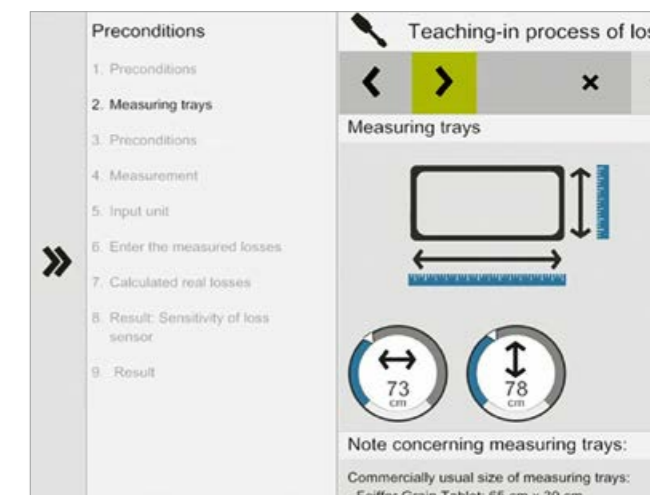 Preconditions
1. Preconditions
2. Measuring trays
3. Preconditions
4. Measurement
5. Input unit
6. Enter the measured losses
7. Calculated real losses
8. Result: Sensitivity of loss
sensor
9. Result
Teaching-in process of los
Measuring trays
73
cm
78
cm
Note concerning measuring trays:
Commercially usual size of measuring trays: